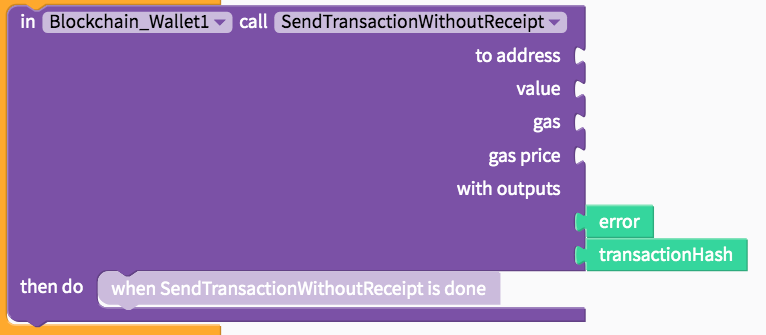 in Blockchain_Wallet1 call SendTransactionWithoutReceipt
to address
value
gas
gas price
with outputs
error
transactionHash
then do when SendTransactionWithoutReceipt is done